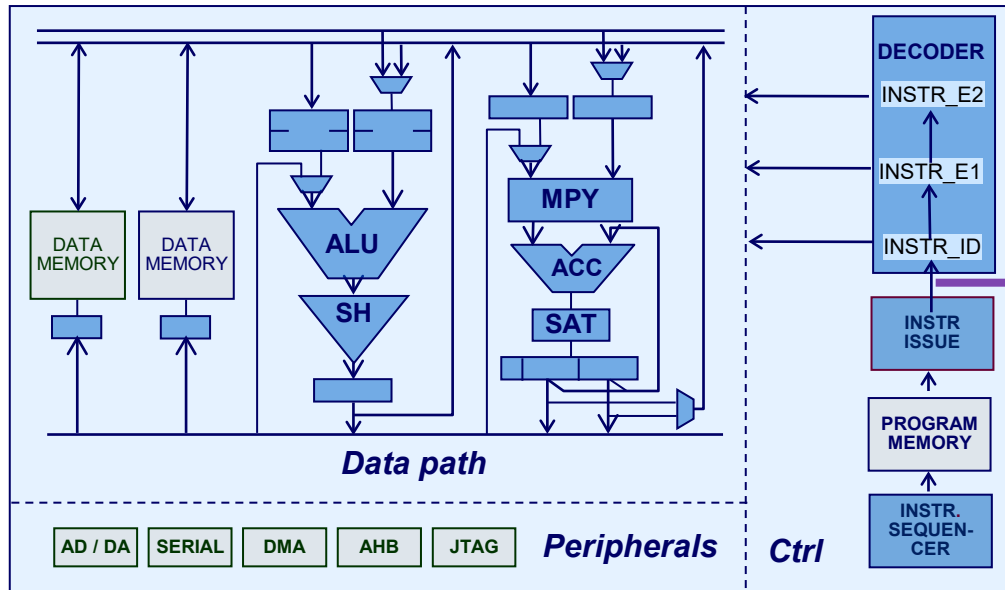 DATA
MEMORY
DATA
MEMORY
ALU
SH
MPY
ACC
SAT
Data path
AD / DA
SERIAL
DMA
AHB
JTAG
Peripherals
DECODER
INSTR_E2
INSTR_E1
INSTR_ID
INSTR
ISSUE
PROGRAM
MEMORY
INSTR.
SEQUEN-
CER
Ctrl